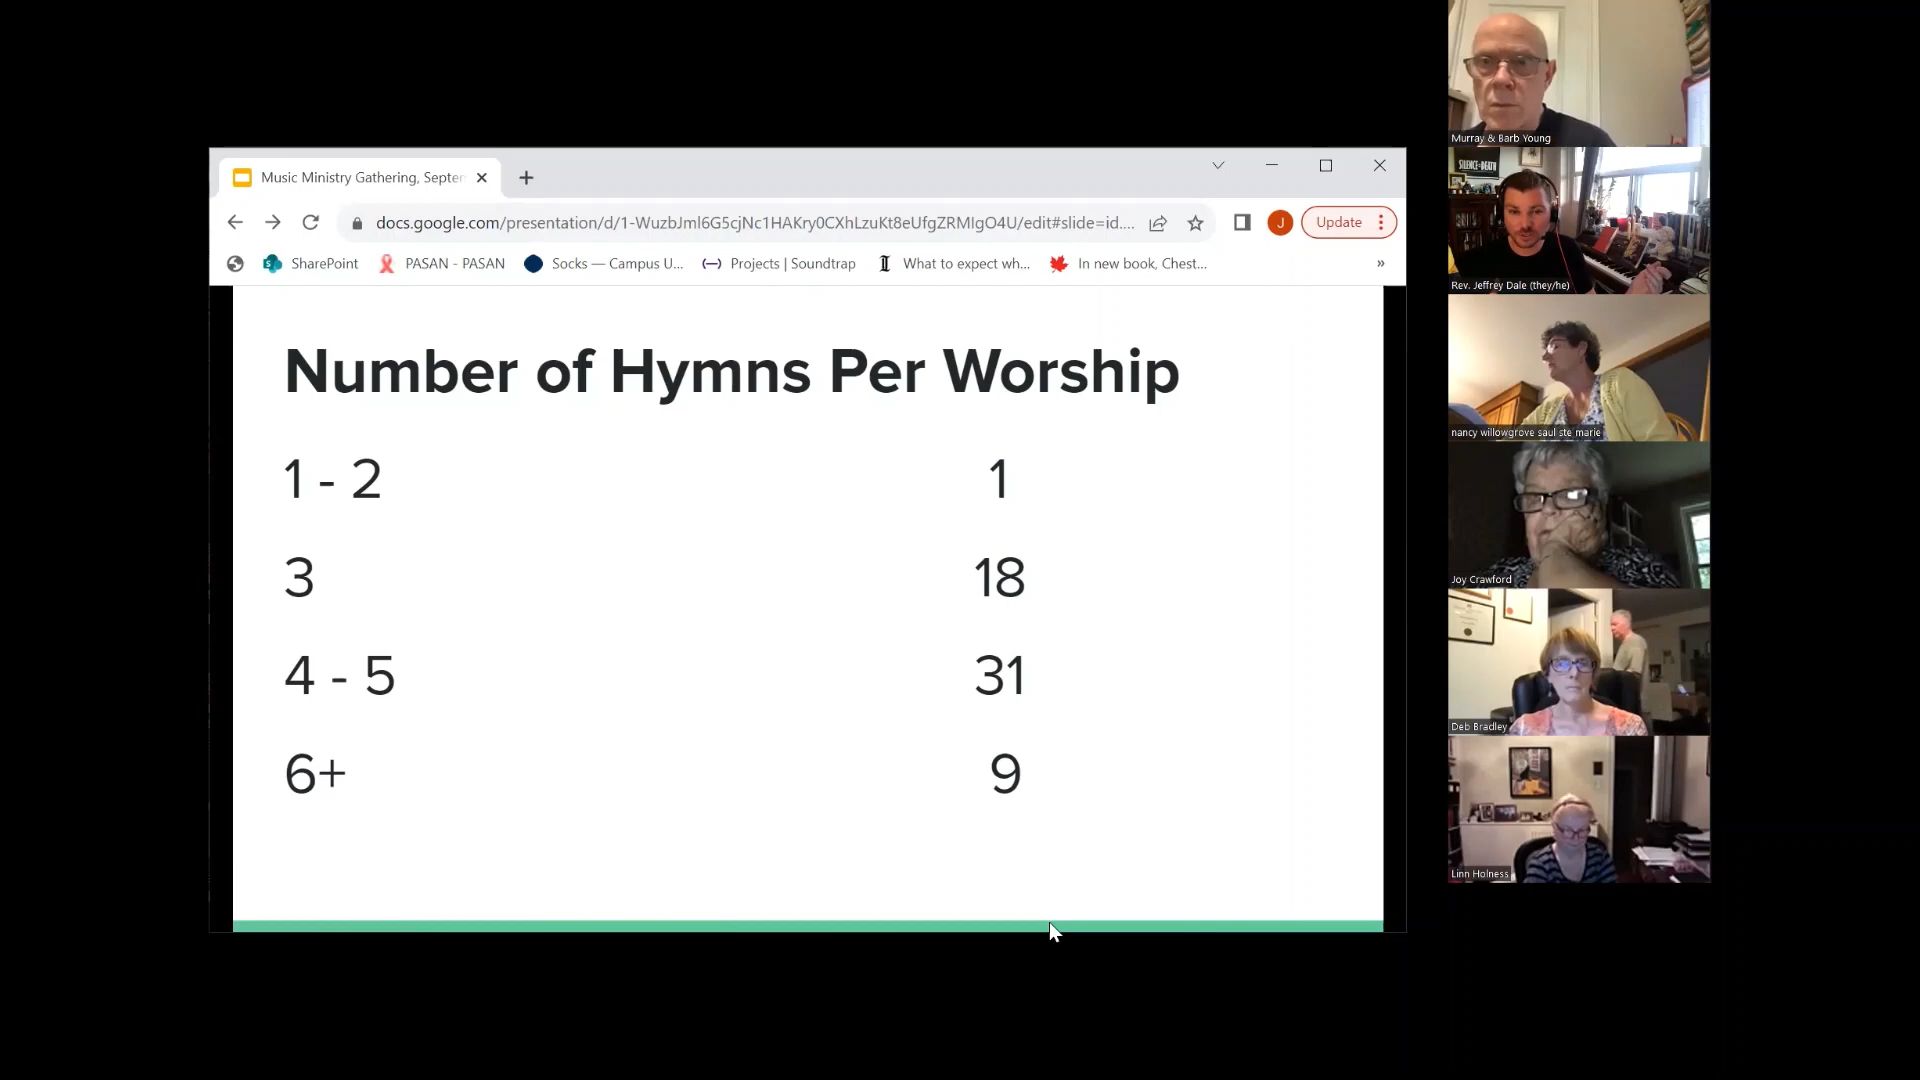 Music Ministry Gathering, Septer
docs.google.com/presentation/d/1-WuzbJml6G5cjNc1HAKry0CXhLzuKt8eUfgZRMIgO4U/edit#slide=id....
J
Update
SharePoint
PASAN - PASAN
Socks — Campus U...
Projects | Soundtrap
What to expect wh...
In new book, Chest...
»
Number of Hymns Per Worship
1 - 2 1
3 18
4 - 5 31
6+ 9
Murray & Barb Young
SILENCE=DEATH
Rev. Jeffrey Dale (they/he)
nancy willowgrove saul ste marie
Joy Crawford
Deb Bradley
Linn Holness